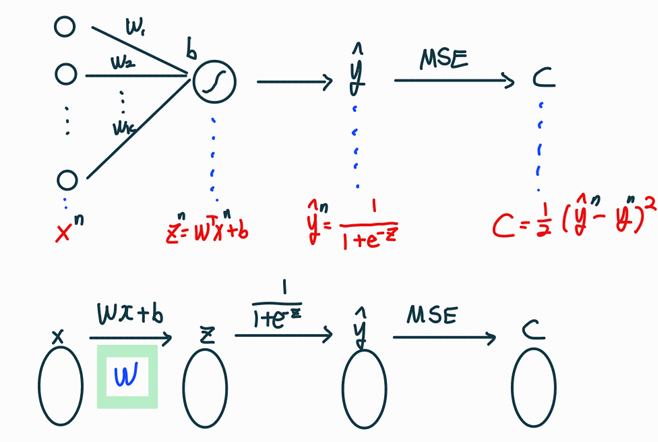 w₁
w₂
wₖ
b
ŷ
MSE
C
xⁿ
zⁿ=wᵀxⁿ+b
ŷⁿ=1/(1+e^-z)
C=½(ŷⁿ-yⁿ)²
x
Wx+b
z
1/(1+e^-z)
ŷ
MSE
C
W